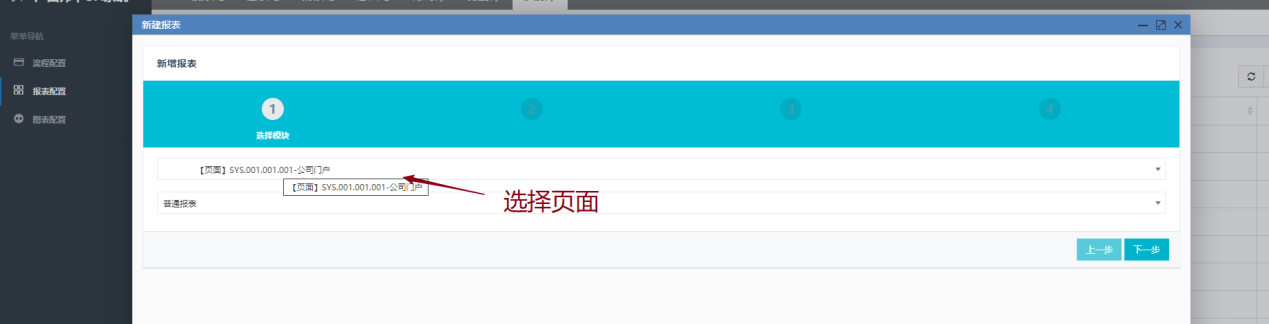 新建报表
菜单导航
新增报表
流程配置
报表配置
图表配置
1
2
3
4
选择模块
【页面】SYS.001.001.001-公司门户
【页面】SYS.001.001.001-公司门户
选择页面
普通报表
上一步
下一步